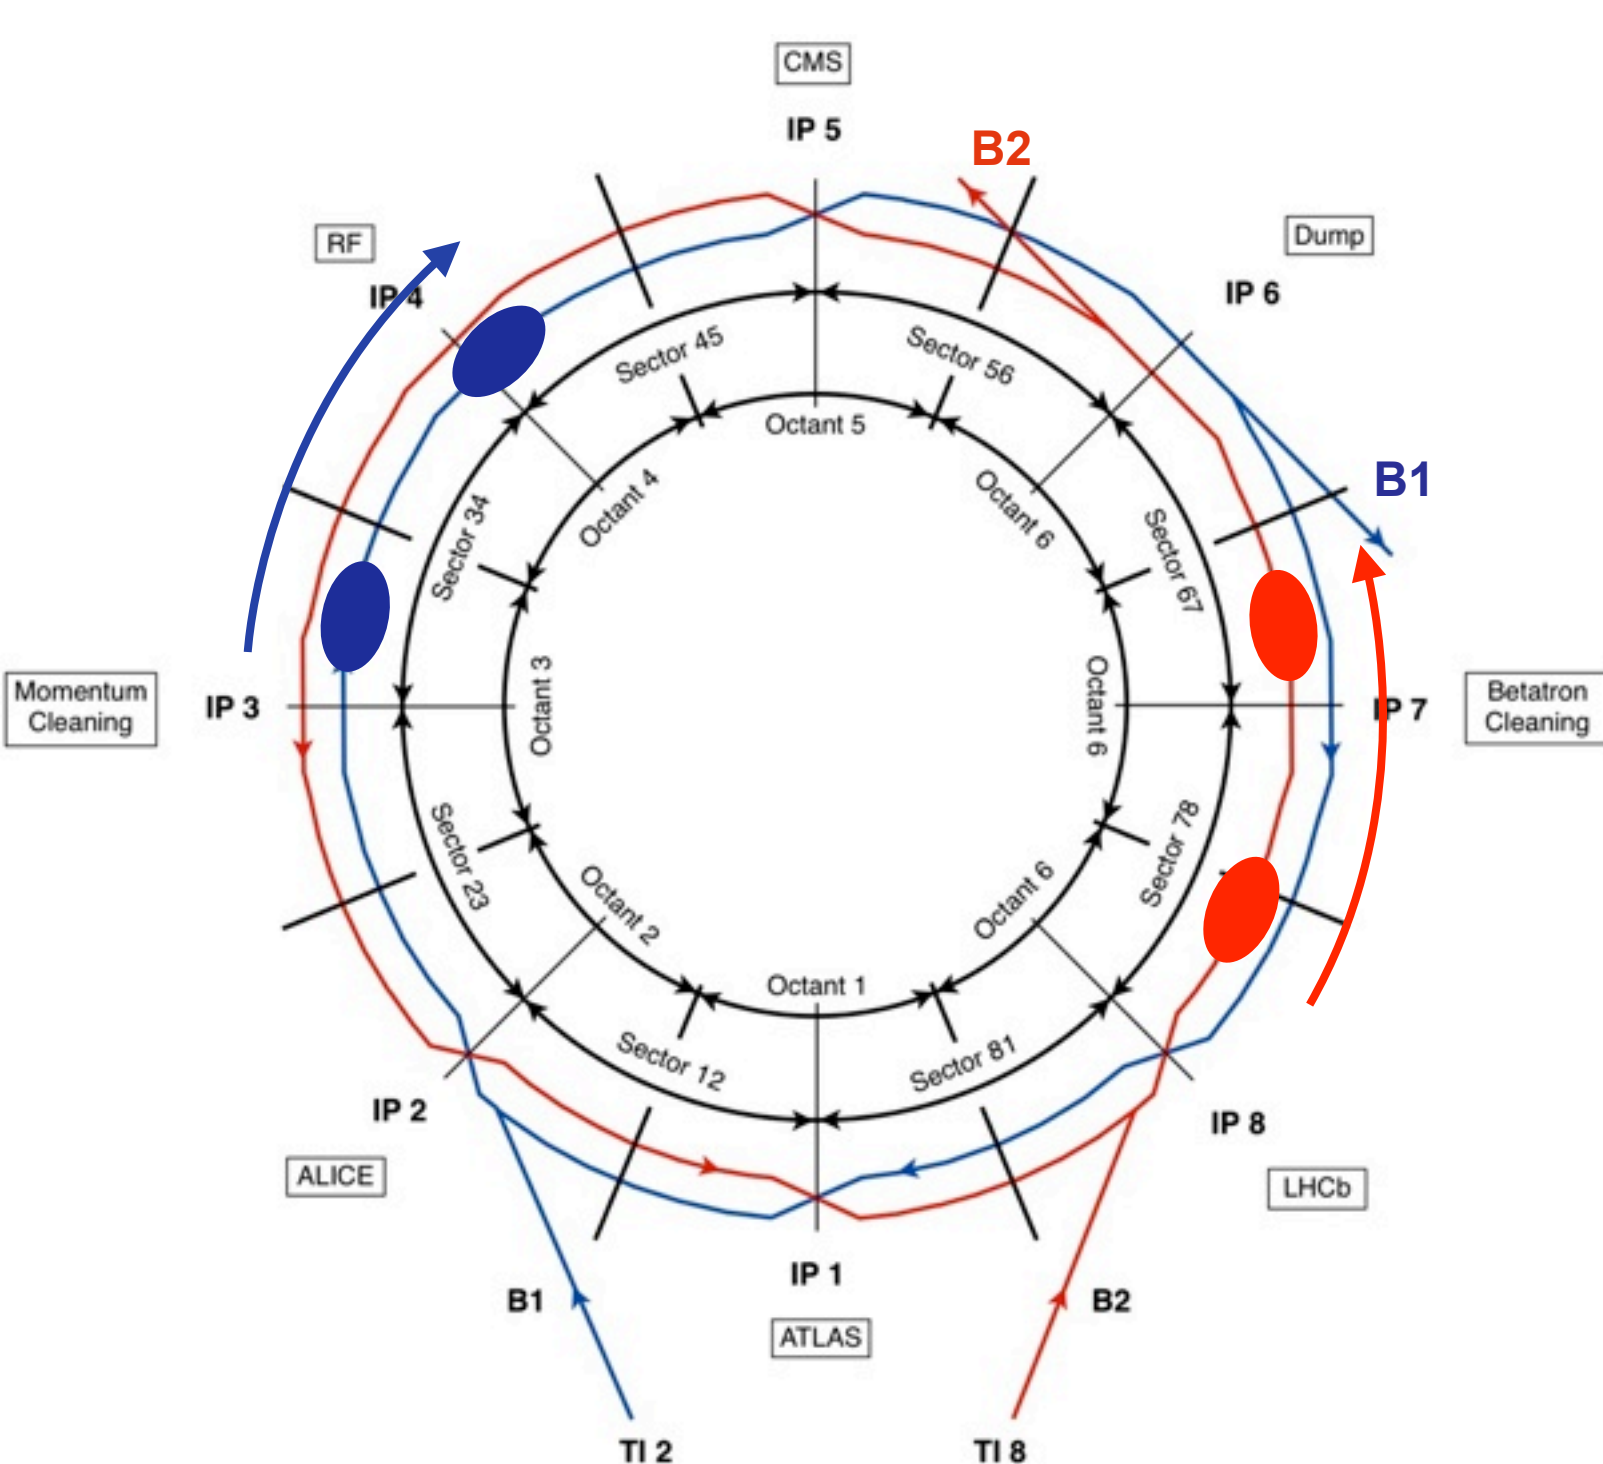 CMS
IP 5
B2
RF
Dump
IP 4
IP 6
Sector 45
Sector 56
Octant 5
B1
Octant 4
Octant 6
Sector 34
Sector 67
Momentum
Cleaning
IP 3
Octant 3
Octant 6
IP 7
Betatron
Cleaning
Sector 23
Sector 78
Octant 2
Octant 6
Octant 1
Sector 12
Sector 81
IP 2
IP 8
ALICE
LHCb
IP 1
B1
B2
ATLAS
TI 2
TI 8